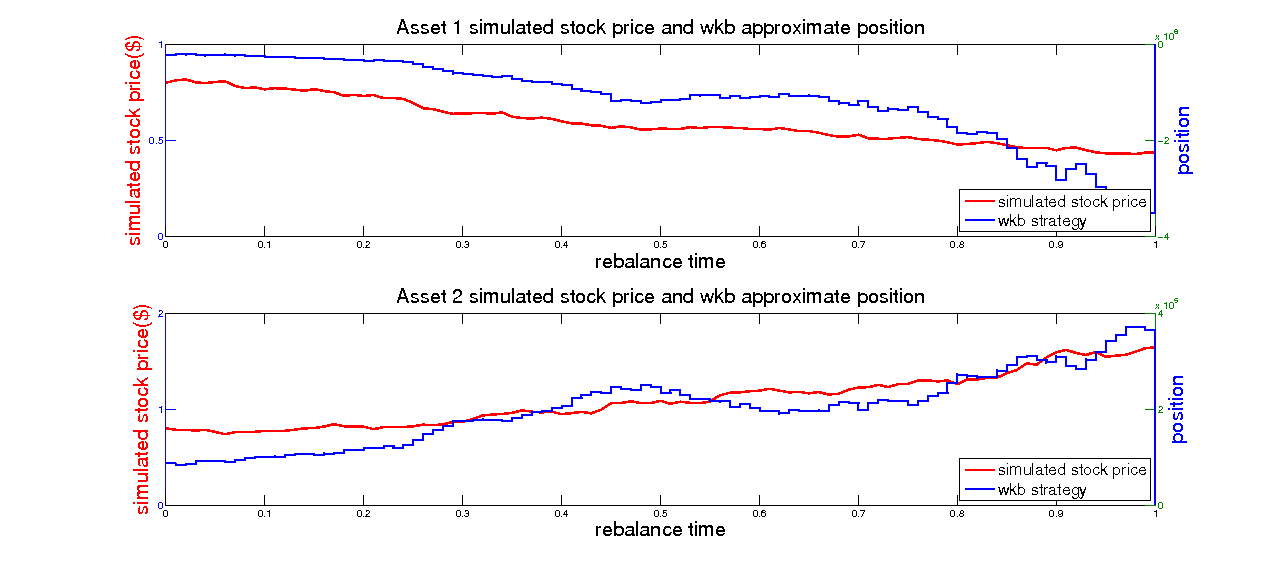 Asset 1 simulated stock price and wkb approximate position
simulated stock price($)
1
0.5
0
0 0.1 0.2 0.3 0.4 0.5 0.6 0.7 0.8 0.9 1
rebalance time
0
-2
-4
position
simulated stock price
wkb strategy
Asset 2 simulated stock price and wkb approximate position
simulated stock price($)
2
1
0
0 0.1 0.2 0.3 0.4 0.5 0.6 0.7 0.8 0.9 1
rebalance time
4
2
0
position
simulated stock price
wkb strategy